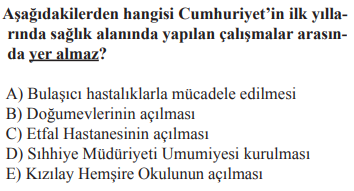 Aşağıdakilerden hangisi Cumhuriyet’in ilk yılla-
rında sağlık alanında yapılan çalışmalar arasın-
da yer almaz?
A) Bulaşıcı hastalıklarla mücadele edilmesi
B) Doğumevlerinin açılması
C) Etfal Hastanesinin açılması
D) Sıhhiye Müdüriyeti Umumiyesi kurulması
E) Kızılay Hemşire Okulunun açılması